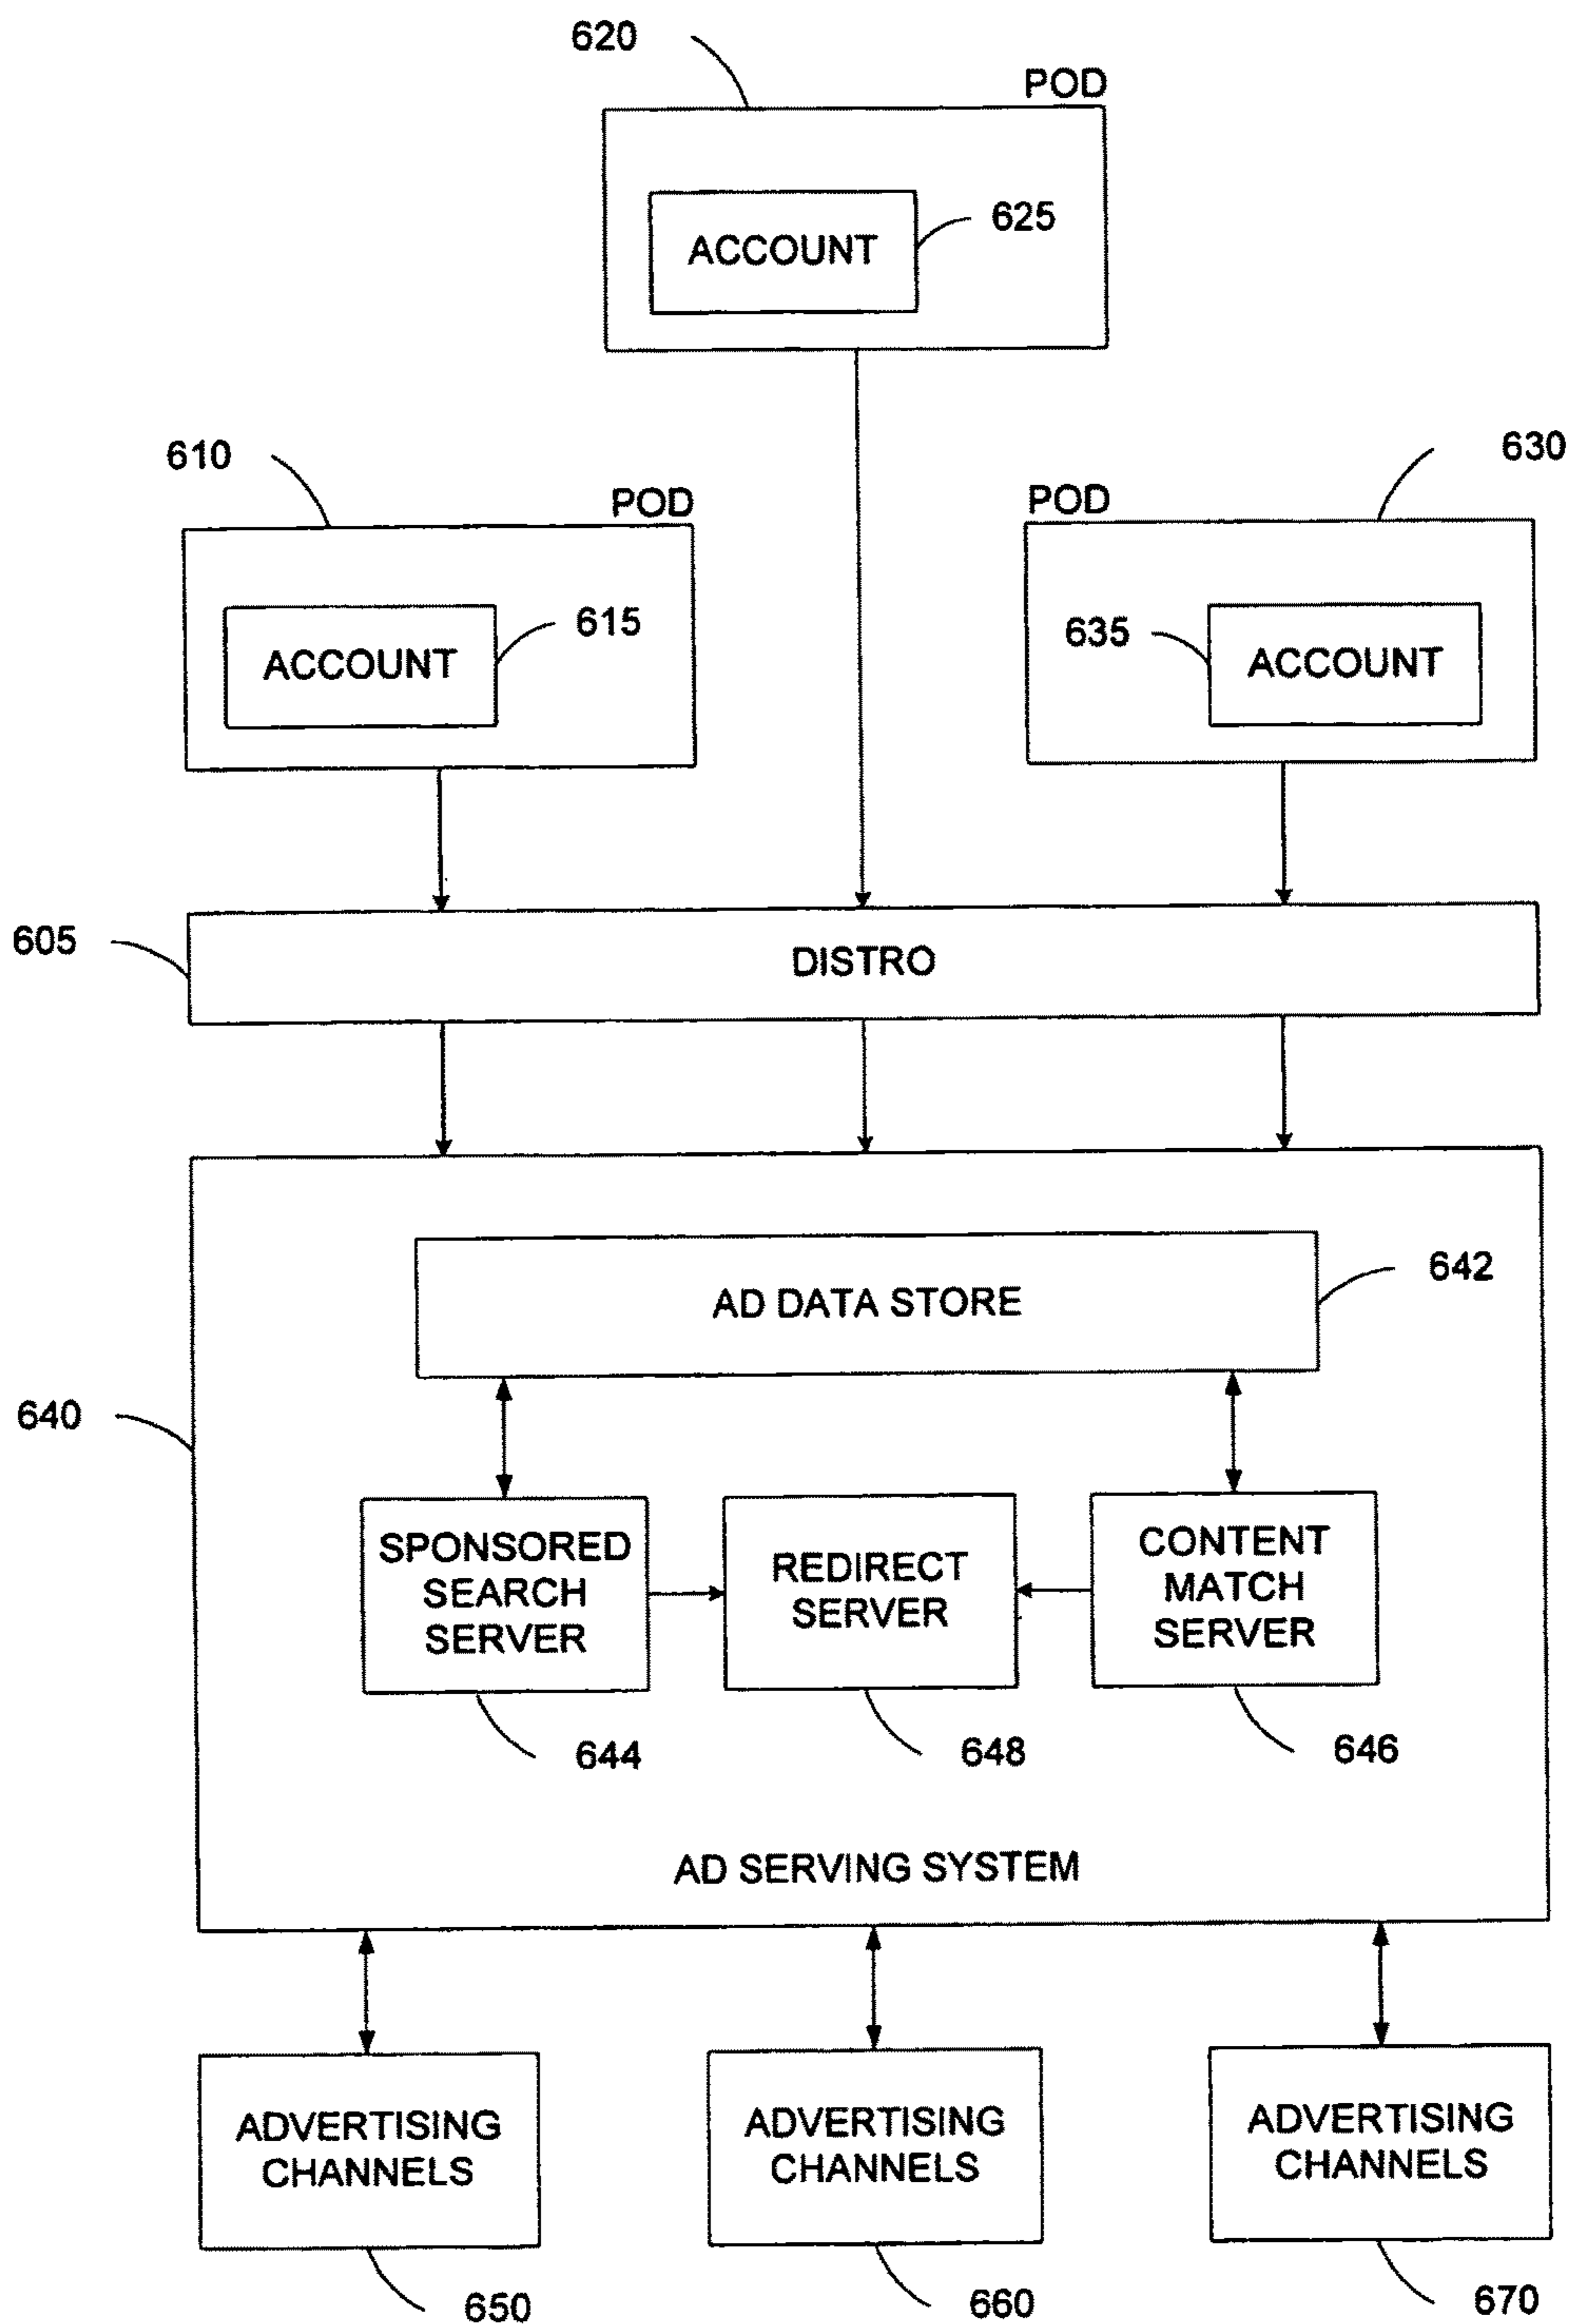 620
POD
625
ACCOUNT
610
630
POD
POD
615
635
ACCOUNT
ACCOUNT
605
DISTRO
642
AD DATA STORE
640
SPONSORED
SEARCH
SERVER
REDIRECT
SERVER
CONTENT
MATCH
SERVER
644
648
646
AD SERVING SYSTEM
ADVERTISING
CHANNELS
ADVERTISING
CHANNELS
ADVERTISING
CHANNELS
650
660
670